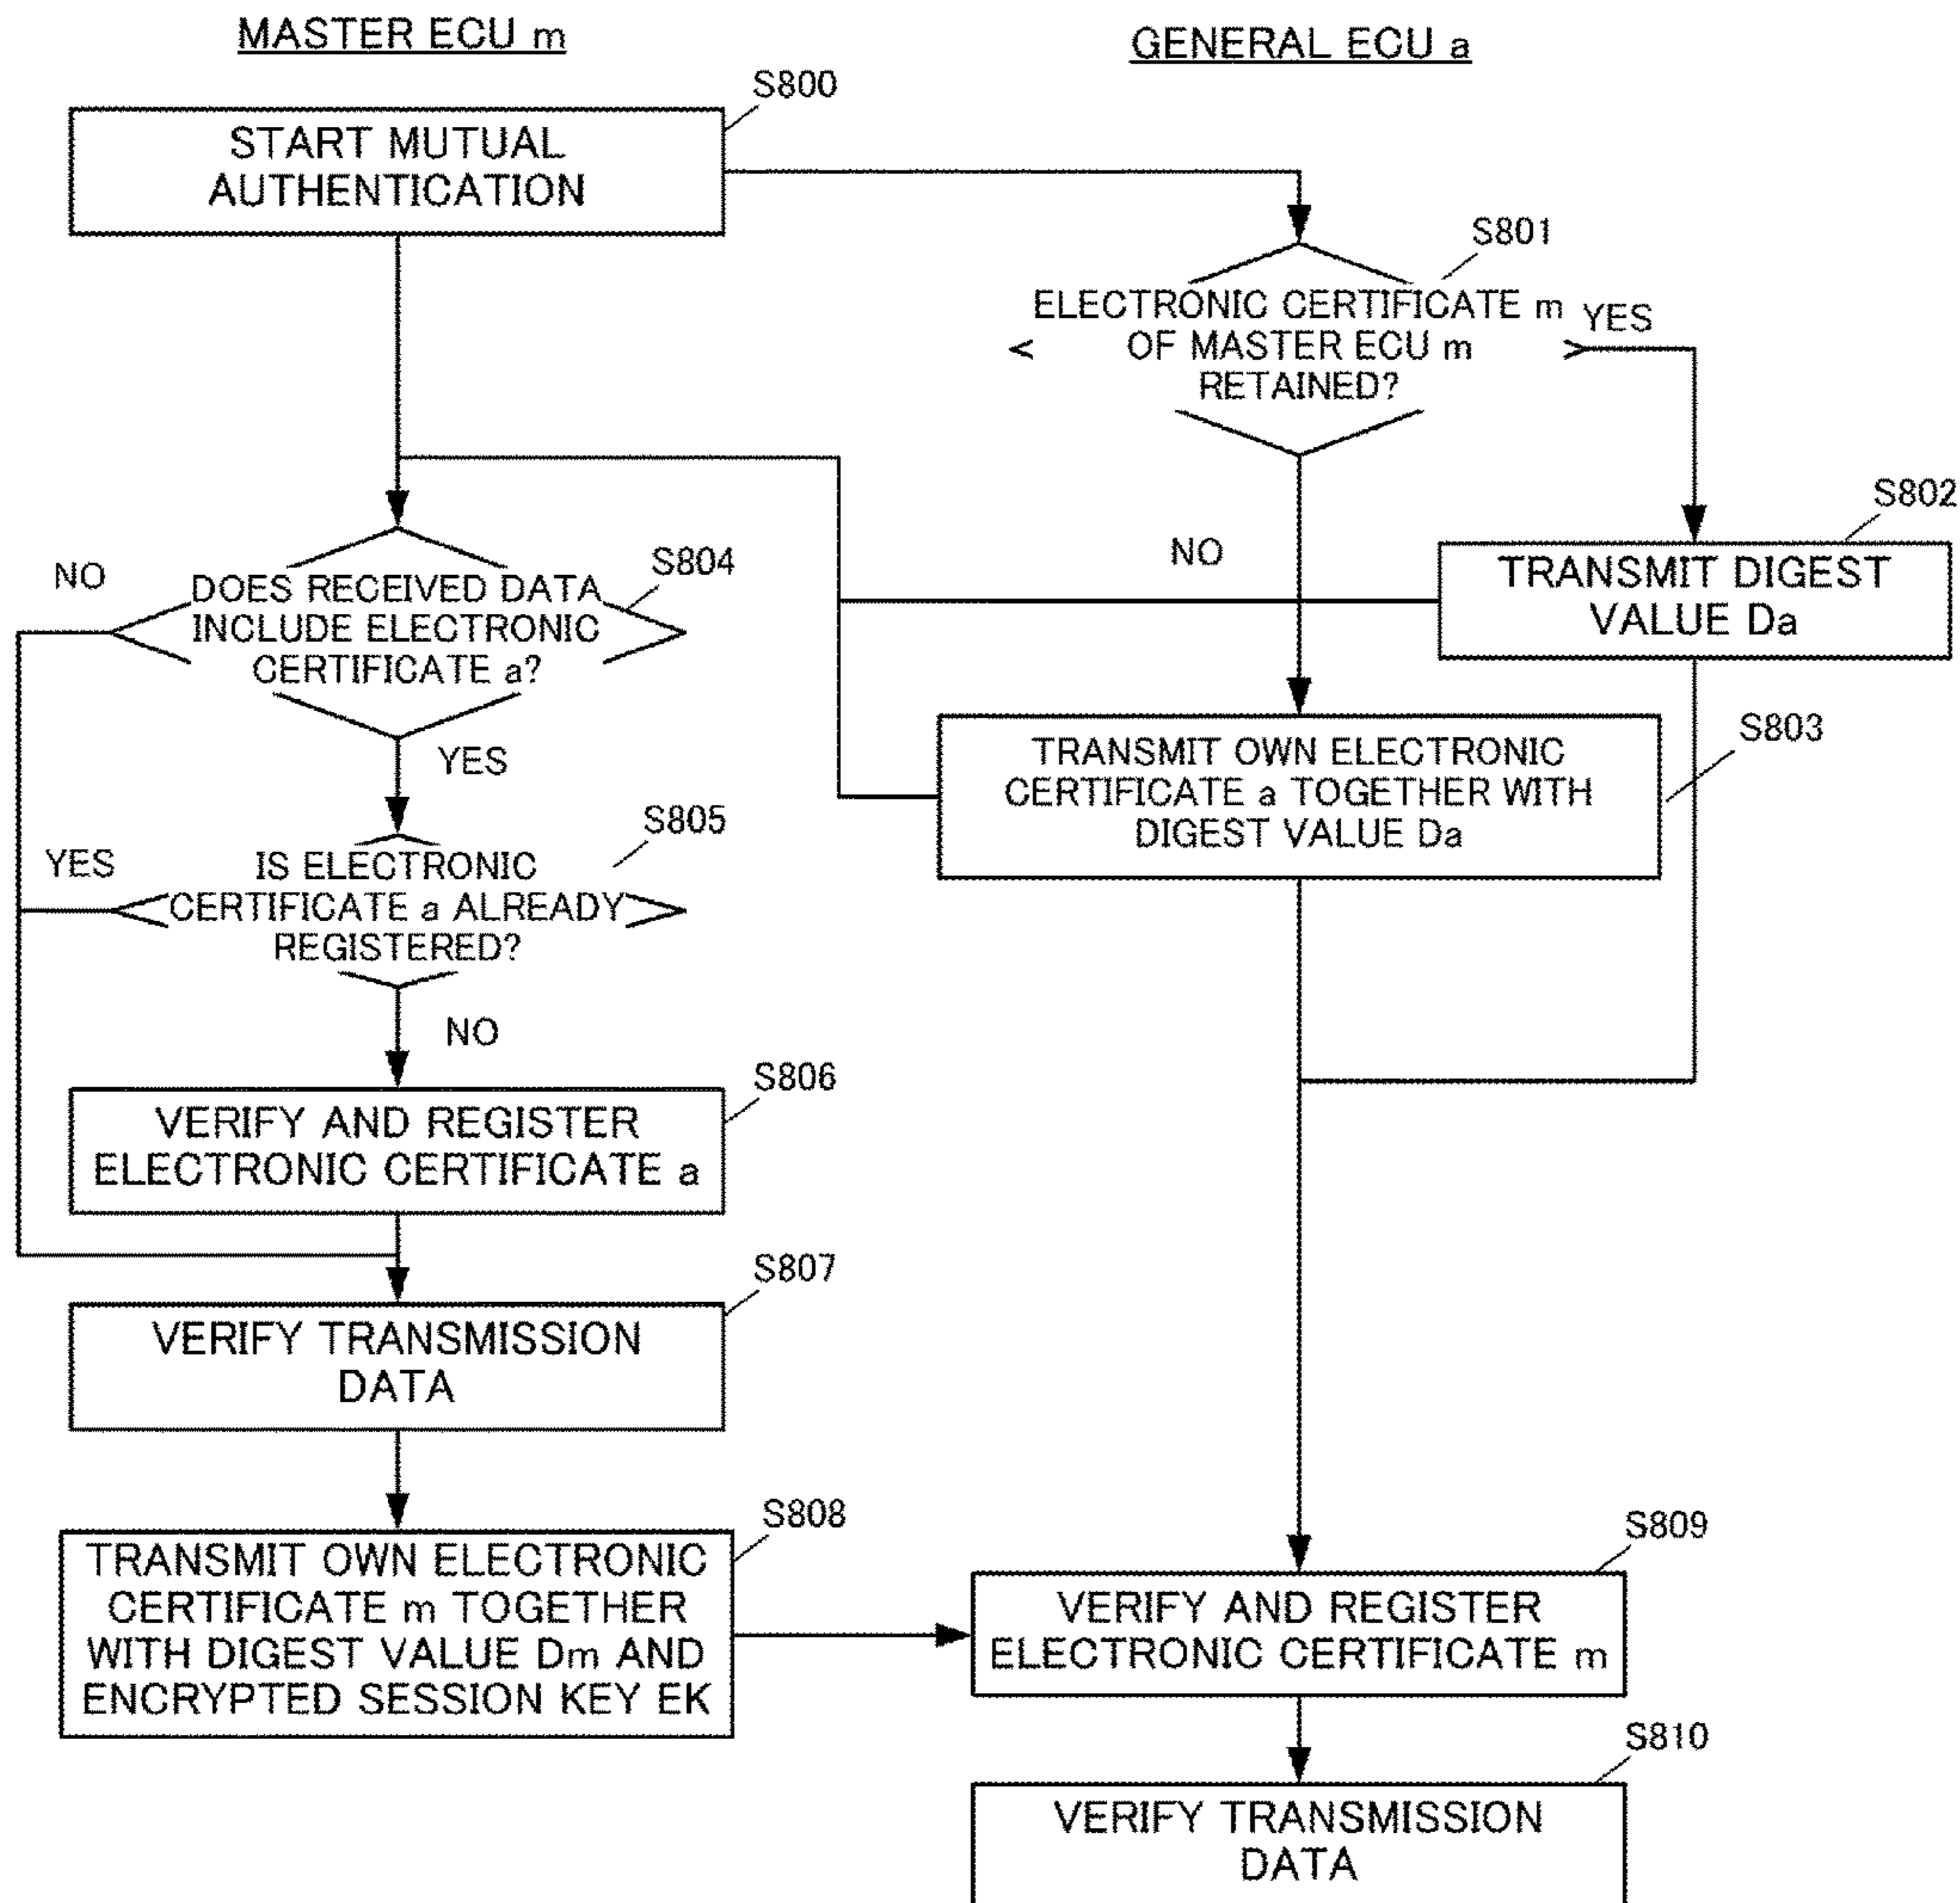 MASTER ECU m
GENERAL ECU a
S800
START MUTUAL
AUTHENTICATION
S801
ELECTRONIC CERTIFICATE m
OF MASTER ECU m
RETAINED?
YES
S802
NO
TRANSMIT DIGEST
VALUE Da
NO
S804
DOES RECEIVED DATA
INCLUDE ELECTRONIC
CERTIFICATE a?
YES
S803
TRANSMIT OWN ELECTRONIC
CERTIFICATE a TOGETHER WITH
DIGEST VALUE Da
S805
YES
IS ELECTRONIC
CERTIFICATE a ALREADY
REGISTERED?
NO
S806
VERIFY AND REGISTER
ELECTRONIC CERTIFICATE a
S807
VERIFY TRANSMISSION
DATA
S808
TRANSMIT OWN ELECTRONIC
CERTIFICATE m TOGETHER
WITH DIGEST VALUE Dm AND
ENCRYPTED SESSION KEY EK
S809
VERIFY AND REGISTER
ELECTRONIC CERTIFICATE m
S810
VERIFY TRANSMISSION
DATA